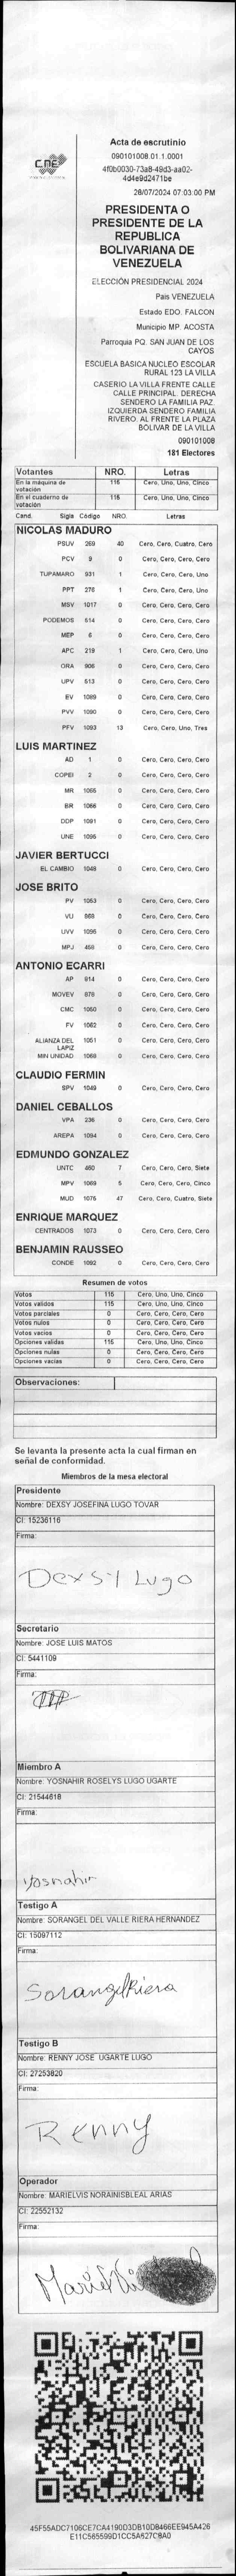 CNE
Acta de escrutinio
090101008.01.1.0001
4f0b0030-73a8-49d3-aa02-
4d4e9d2471be
28/07/2024 07:03:00 PM
PRESIDENTA O
PRESIDENTE DE LA
REPUBLICA
BOLIVARIANA DE
VENEZUELA
ELECCIÓN PRESIDENCIAL 2024
Pais VENEZUELA
Estado EDO. FALCON
Municipio MP. ACOSTA
Parroquia PQ. SAN JUAN DE LOS
CAYOS
ESCUELA BASICA NUCLEO ESCOLAR
RURAL 123 LA VILLA
CASERIO LA VILLA FRENTE CALLE
CALLE PRINCIPAL. DERECHA
SENDERO LA FAMILIA PAZ.
IZQUIERDA SENDERO FAMILIA
RIVERO. AL FRENTE LA PLAZA
BOLIVAR DE LA VILLA
090101008
181 Electores
Votantes NRO. Letras
En la máquina de votación 115 Cero, Uno, Uno, Cinco
En el cuaderno de votación 115 Cero, Uno, Uno, Cinco
Cand. Sigla Código NRO. Letras
NICOLAS MADURO
PSUV 269 40 Cero, Cero, Cuatro, Cero
PCV 9 0 Cero, Cero, Cero, Cero
TUPAMARO 931 1 Cero, Cero, Cero, Uno
PPT 276 1 Cero, Cero, Cero, Uno
MSV 1017 0 Cero, Cero, Cero, Cero
PODEMOS 514 0 Cero, Cero, Cero, Cero
MEP 6 0 Cero, Cero, Cero, Cero
APC 219 1 Cero, Cero, Cero, Uno
ORA 906 0 Cero, Cero, Cero, Cero
UPV 513 0 Cero, Cero, Cero, Cero
EV 1089 0 Cero, Cero, Cero, Cero
PVV 1090 0 Cero, Cero, Cero, Cero
PFV 1093 13 Cero, Cero, Uno, Tres
LUIS MARTINEZ
AD 1 0 Cero, Cero, Cero, Cero
COPEI 2 0 Cero, Cero, Cero, Cero
MR 1065 0 Cero, Cero, Cero, Cero
BR 1066 0 Cero, Cero, Cero, Cero
DDP 1091 0 Cero, Cero, Cero, Cero
UNE 1096 0 Cero, Cero, Cero, Cero
JAVIER BERTUCCI
EL CAMBIO 1048 0 Cero, Cero, Cero, Cero
JOSE BRITO
PV 1053 0 Cero, Cero, Cero, Cero
VU 868 0 Cero, Cero, Cero, Cero
UVV 1095 0 Cero, Cero, Cero, Cero
MPJ 458 0 Cero, Cero, Cero, Cero
ANTONIO ECARRI
AP 914 0 Cero, Cero, Cero, Cero
MOVEV 878 0 Cero, Cero, Cero, Cero
CMC 1050 0 Cero, Cero, Cero, Cero
FV 1062 0 Cero, Cero, Cero, Cero
ALIANZA DEL LAPIZ 1051 0 Cero, Cero, Cero, Cero
MIN UNIDAD 1068 0 Cero, Cero, Cero, Cero
CLAUDIO FERMIN
SPV 1049 0 Cero, Cero, Cero, Cero
DANIEL CEBALLOS
VPA 236 0 Cero, Cero, Cero, Cero
AREPA 1094 0 Cero, Cero, Cero, Cero
EDMUNDO GONZALEZ
UNTC 460 7 Cero, Cero, Cero, Siete
MPV 1069 5 Cero, Cero, Cero, Cinco
MUD 1076 47 Cero, Cero, Cuatro, Siete
ENRIQUE MARQUEZ
CENTRADOS 1073 0 Cero, Cero, Cero, Cero
BENJAMIN RAUSSEO
CONDE 1092 0 Cero, Cero, Cero, Cero
Resumen de votos
Votos 115 Cero, Uno, Uno, Cinco
Votos validos 115 Cero, Uno, Uno, Cinco
Votos parciales 0 Cero, Cero, Cero, Cero
Votos nulos 0 Cero, Cero, Cero, Cero
Votos vacios 0 Cero, Cero, Cero, Cero
Opciones validas 115 Cero, Uno, Uno, Cinco
Opciones nulas 0 Cero, Cero, Cero, Cero
Opciones vacias 0 Cero, Cero, Cero, Cero
Observaciones:
Se levanta la presente acta la cual firman en
señal de conformidad.
Miembros de la mesa electoral
Presidente
Nombre: DEXSY JOSEFINA LUGO TOVAR
CI: 15236116
Firma:
Dexsy Lugo
Secretario
Nombre: JOSE LUIS MATOS
CI: 5441109
Firma:
Miembro A
Nombre: YOSNAHIR ROSELYS LUGO UGARTE
CI: 21544618
Firma:
Yosnahir
Testigo A
Nombre: SORANGEL DEL VALLE RIERA HERNANDEZ
CI: 15097112
Firma:
Sorangel Riera
Testigo B
Nombre: RENNY JOSE UGARTE LUGO
CI: 27253820
Firma:
Renny
Operador
Nombre: MARIELVIS NORAINISBLEAL ARIAS
CI: 22552132
Firma:
45F55ADC7106CE7CA4190D3DB10DB466EE945A426
E11C565599D1CC5A527C8A0